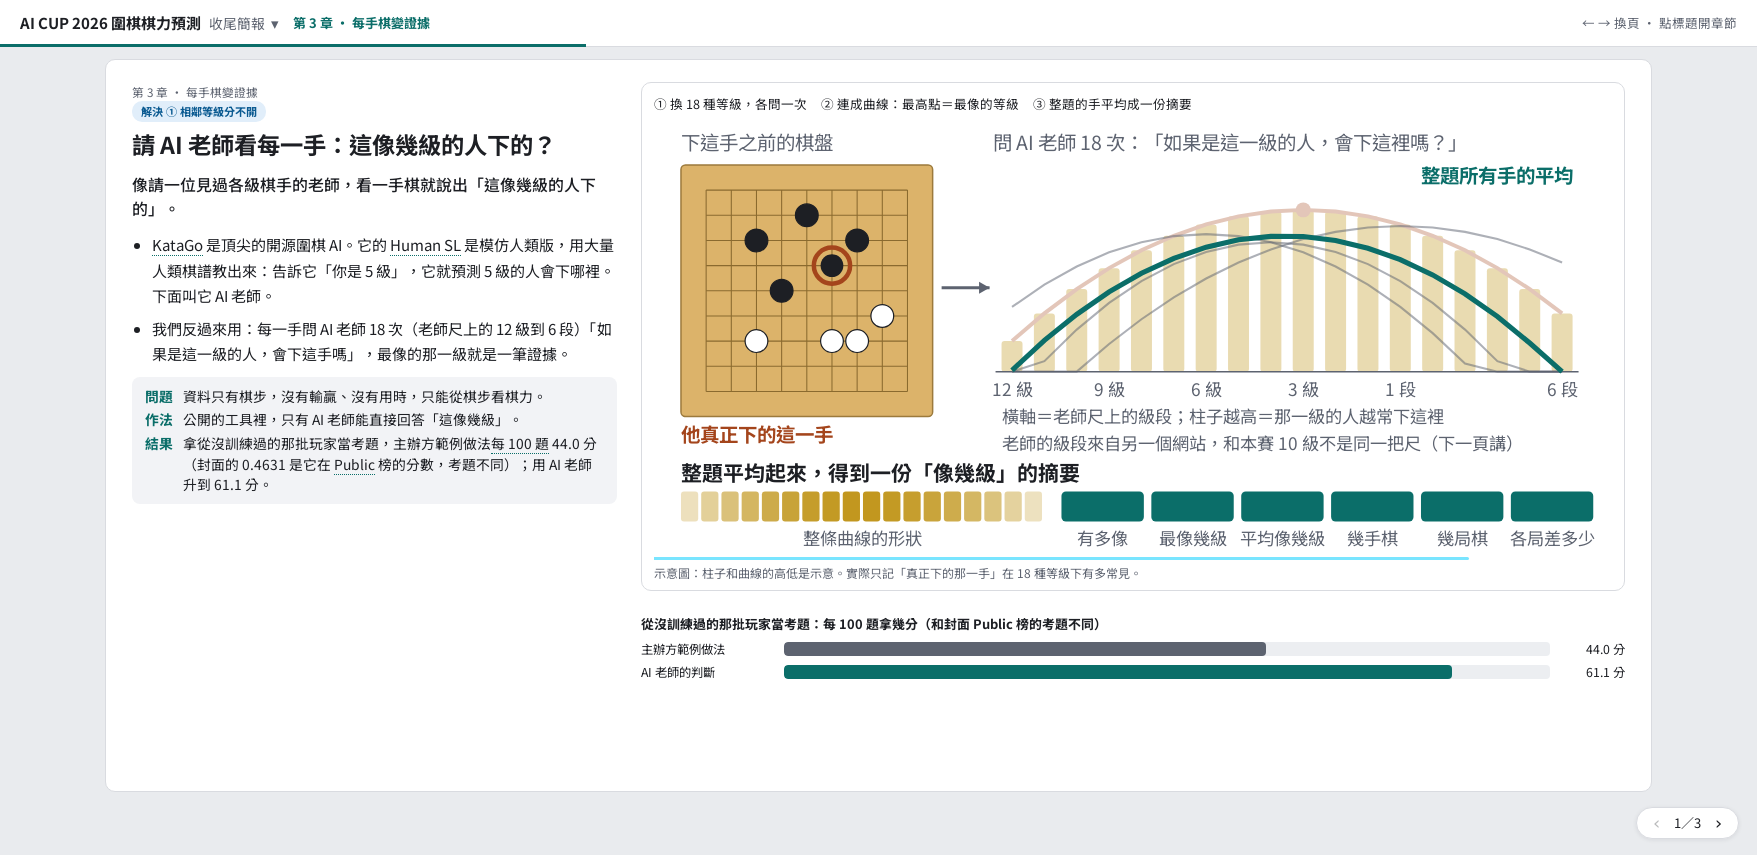 AI CUP 2026 圍棋棋力預測 收尾簡報 ▼ 第 3 章 · 每手棋變證據
←→ 換頁 · 點標題開章節
第 3 章 · 每手棋變證據
解決 ① 相鄰等級分不開
請 AI 老師看每一手：這像幾級的人下的？
像請一位見過各級棋手的老師，看一手棋就說出「這像幾級的人下
的」。
• KataGo 是頂尖的開源圍棋 AI。它的 Human SL 是模仿人類版，用大量
人類棋譜教出來：告訴它「你是 5 級」，它就預測 5 級的人會下哪裡。
下面叫它 AI 老師。
• 我們反過來用：每一手問 AI 老師 18 次（老師尺上的 12 級到 6 段）「如
果是這一級的人，會下這手嗎」，最像的那一級就是一筆證據。
問題 資料只有棋步，沒有輸贏、沒有用時，只能從棋步看棋力。
作法 公開的工具裡，只有 AI 老師能直接回答「這像幾級」。
結果 拿從沒訓練過的那批玩家當考題，主辦方範例做法每 100 題 44.0 分
（封面的 0.4631 是它在 Public 榜的分數，考題不同）；用 AI 老師
升到 61.1 分。
① 換 18 種等級，各問一次 ② 連成曲線：最高點＝最像的等級 ③ 整題的手平均成一份摘要
下這手之前的棋盤
問 AI 老師 18 次：「如果是這一級的人，會下這裡嗎？」
整題所有手的平均
12 級 9 級 6 級 3 級 1 段 6 段
橫軸＝老師尺上的級段；柱子越高＝那一級的人越常下這裡
他真正下的這一手
老師的級段來自另一個網站，和本賽 10 級不是同一把尺（下一頁講）
整題平均起來，得到一份「像幾級」的摘要
整條曲線的形狀 有多像 最像幾級 平均像幾級 幾手棋 幾局棋 各局差多少
示意圖：柱子和曲線的高低是示意。實際只記「真正下的那一手」在 18 種等級下有多常見。
從沒訓練過的那批玩家當考題：每 100 題拿幾分（和封面 Public 榜的考題不同）
主辦方範例做法 44.0 分
AI 老師的判斷 61.1 分
‹ 1／3 ›